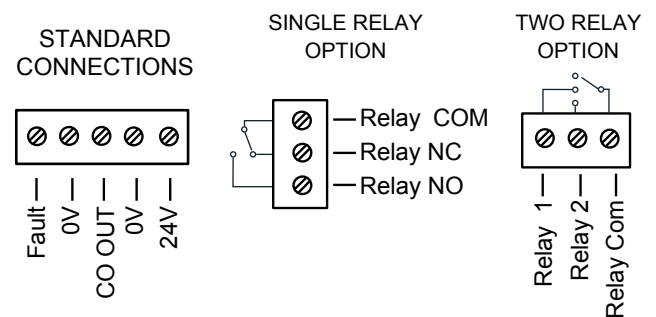 STANDARD
CONNECTIONS
Fault
0V
CO OUT
0V
24V
SINGLE RELAY
OPTION
Relay COM
Relay NC
Relay NO
TWO RELAY
OPTION
Relay 1
Relay 2
Relay Com